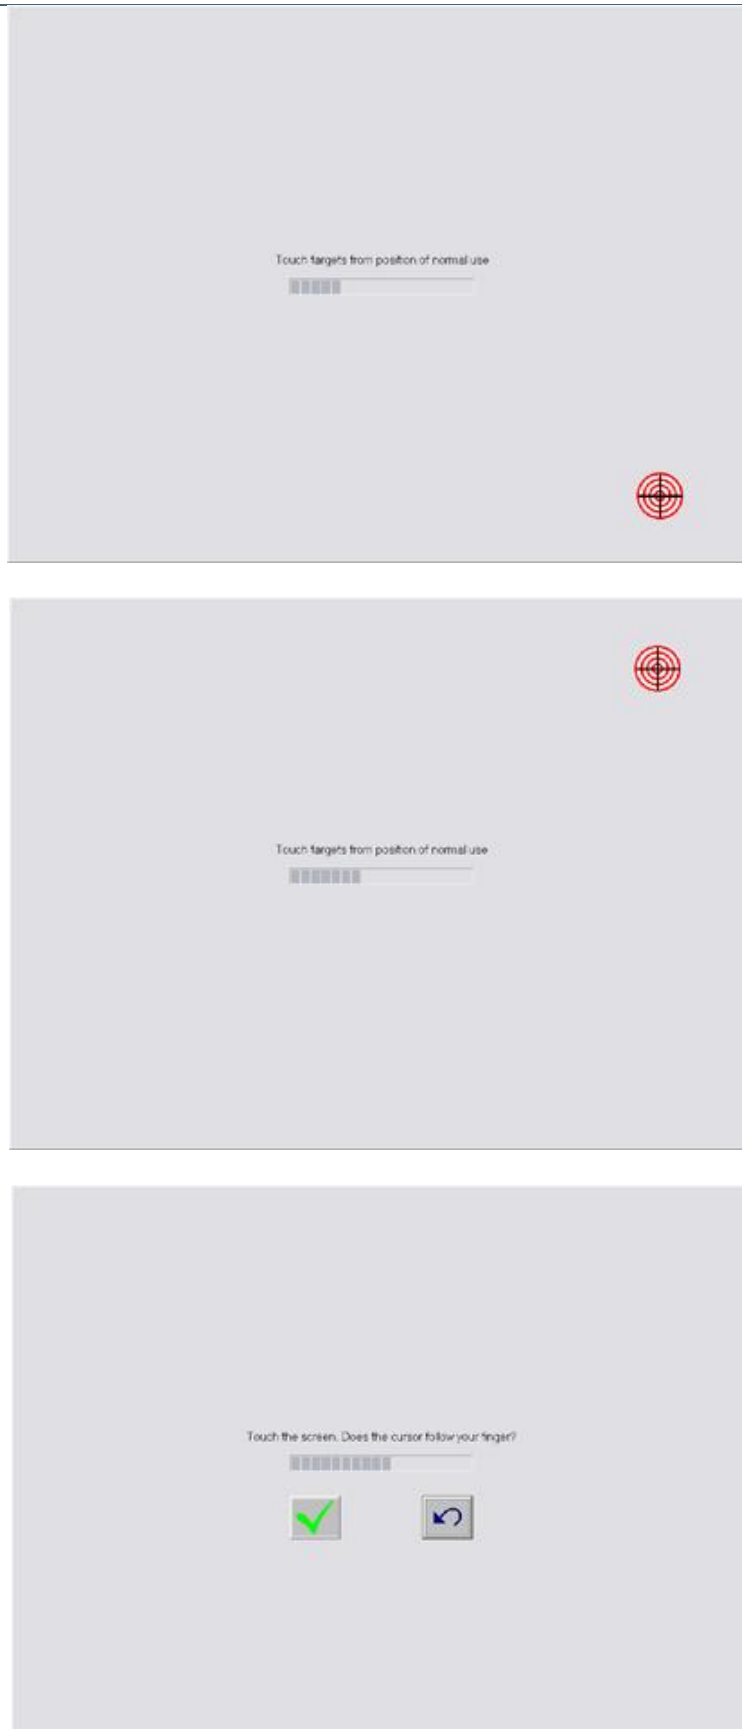 Touch targets from position of normal use
Touch targets from position of normal use
Touch the screen. Does the cursor follow your finger?